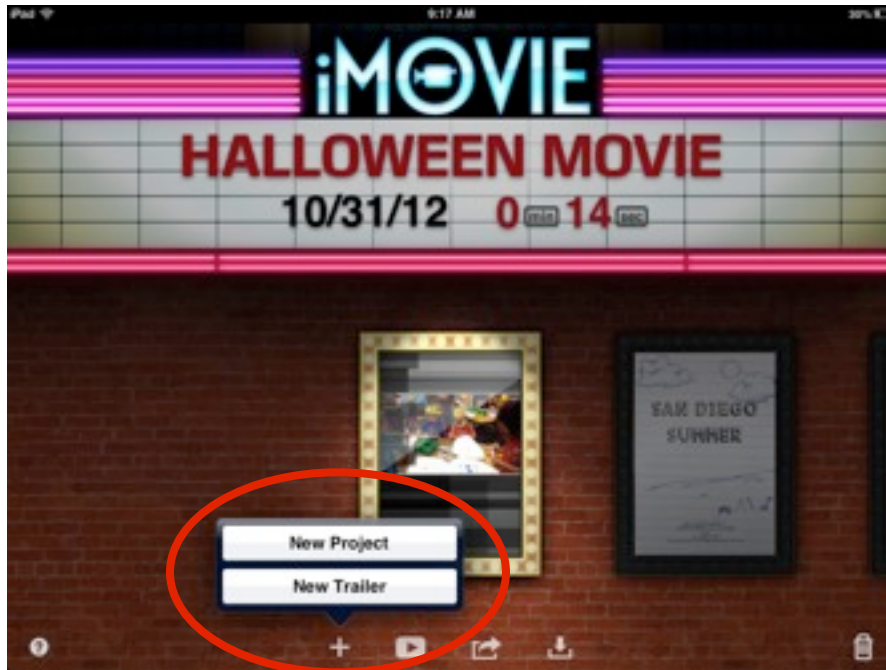 iPad 9:17 AM 20%
iMOVIE
HALLOWEEN MOVIE
10/31/12 0 min 14 sec
SAN DIEGO
SUMMER
New Project
New Trailer
?